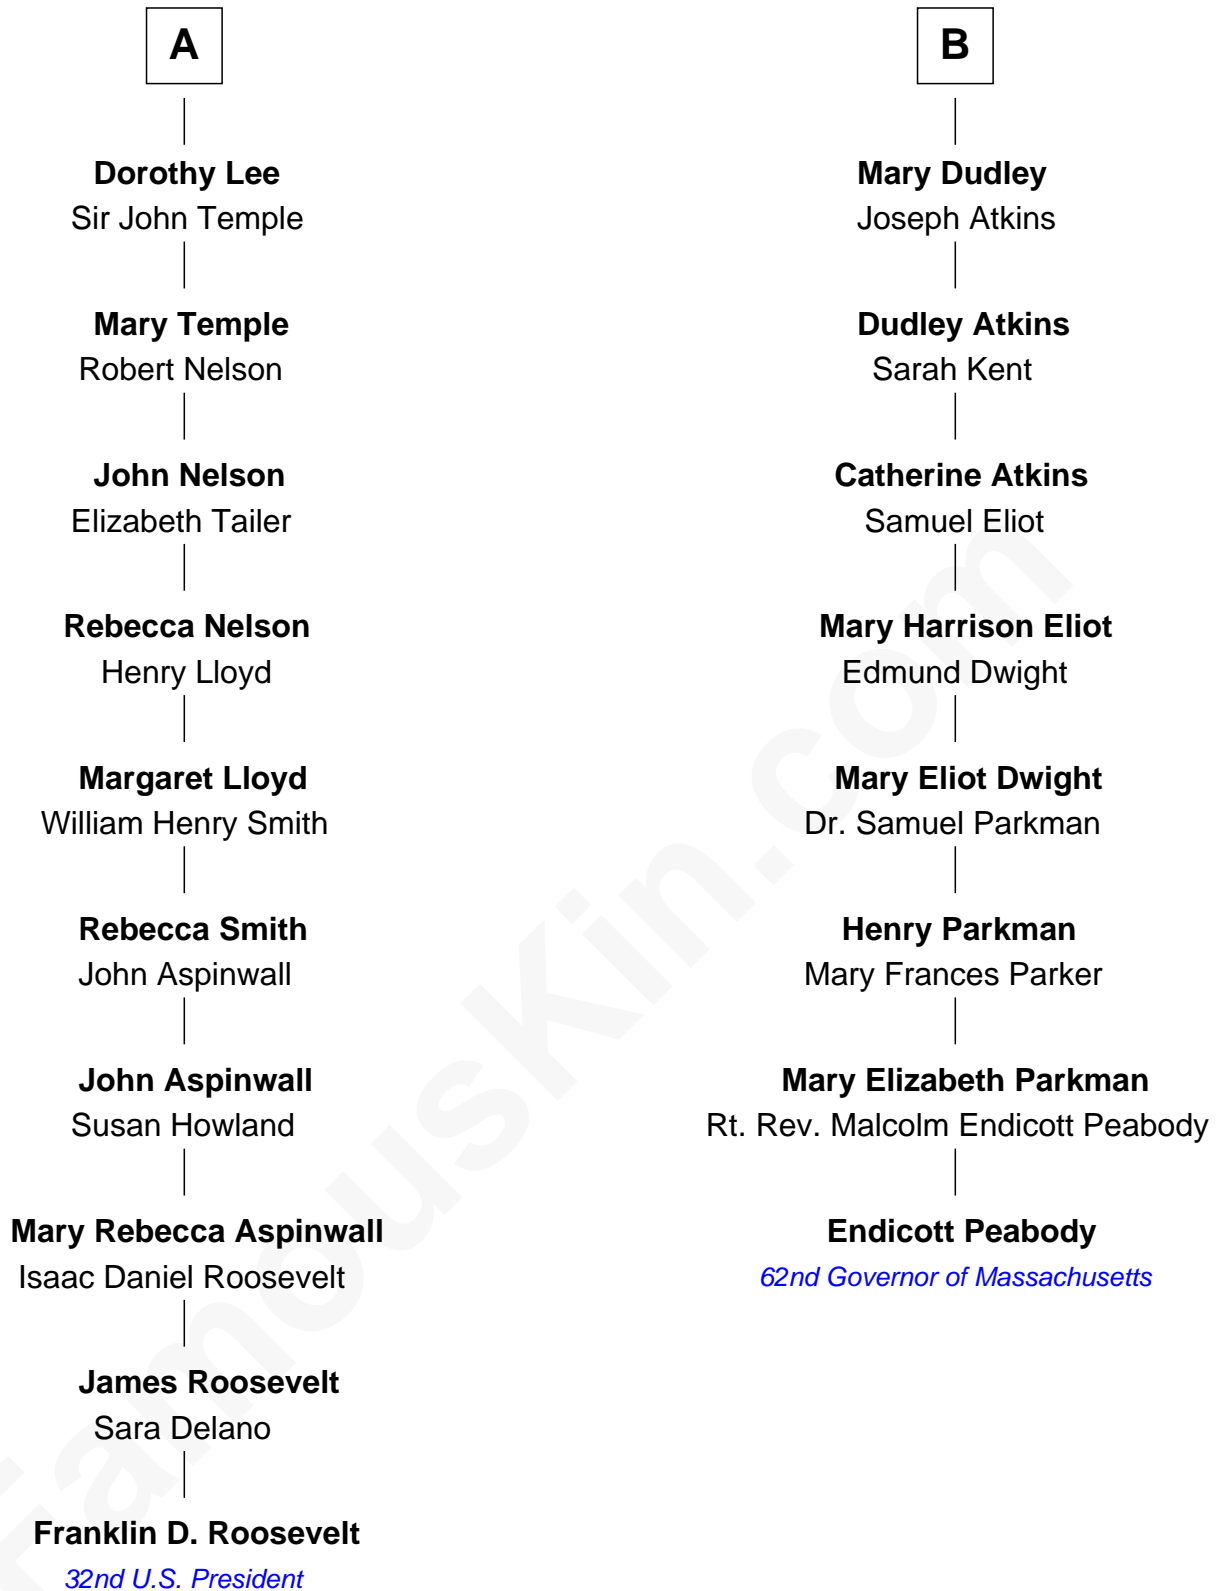 A
Dorothy Lee
Sir John Temple
Mary Temple
Robert Nelson
John Nelson
Elizabeth Tailer
Rebecca Nelson
Henry Lloyd
Margaret Lloyd
William Henry Smith
Rebecca Smith
John Aspinwall
John Aspinwall
Susan Howland
Mary Rebecca Aspinwall
Isaac Daniel Roosevelt
James Roosevelt
Sara Delano
Franklin D. Roosevelt
32nd U.S. President
B
Mary Dudley
Joseph Atkins
Dudley Atkins
Sarah Kent
Catherine Atkins
Samuel Eliot
Mary Harrison Eliot
Edmund Dwight
Mary Eliot Dwight
Dr. Samuel Parkman
Henry Parkman
Mary Frances Parker
Mary Elizabeth Parkman
Rt. Rev. Malcolm Endicott Peabody
Endicott Peabody
62nd Governor of Massachusetts
FamousKin.com